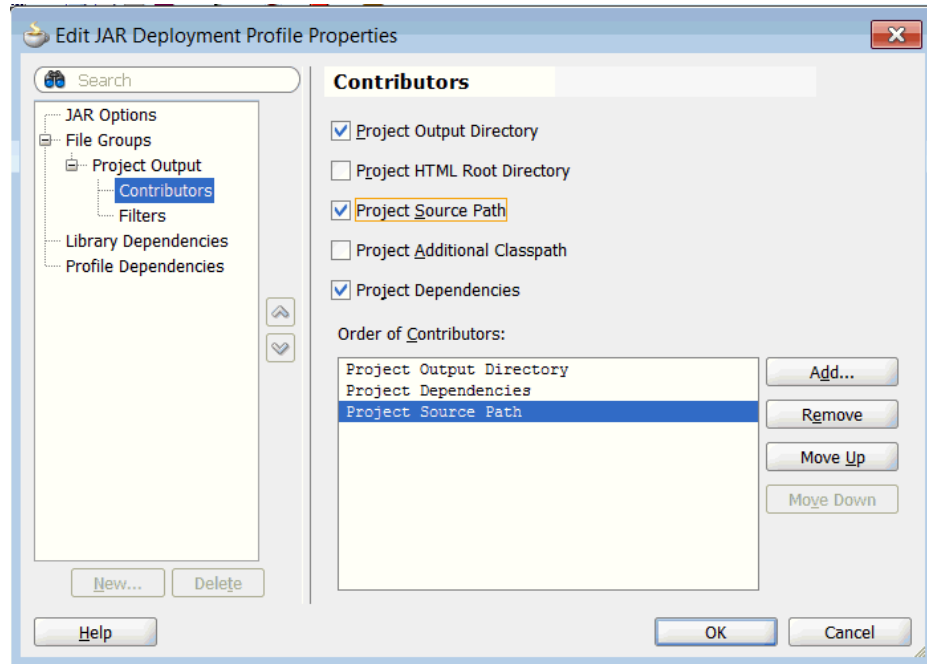 Edit JAR Deployment Profile Properties
Search
JAR Options
File Groups
Project Output
Contributors
Filters
Library Dependencies
Profile Dependencies
New...
Delete
Contributors
Project Output Directory
Project HTML Root Directory
Project Source Path
Project Additional Classpath
Project Dependencies
Order of Contributors:
Project Output Directory
Project Dependencies
Project Source Path
Add...
Remove
Move Up
Move Down
Help
OK
Cancel